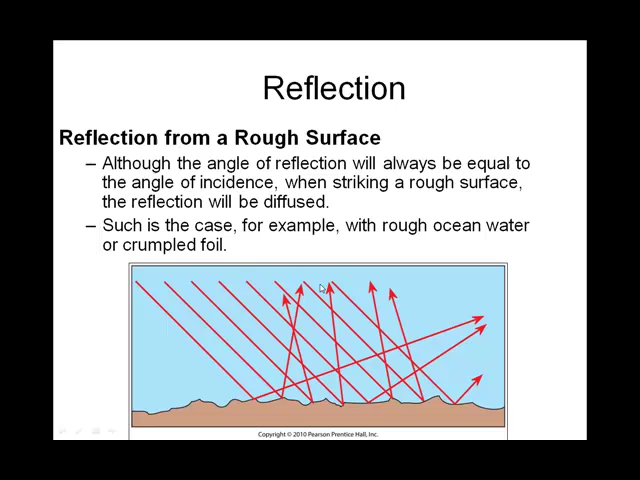 Reflection
Reflection from a Rough Surface
– Although the angle of reflection will always be equal to
the angle of incidence, when striking a rough surface,
the reflection will be diffused.
– Such is the case, for example, with rough ocean water
or crumpled foil.
Copyright © 2010 Pearson Prentice Hall, Inc.